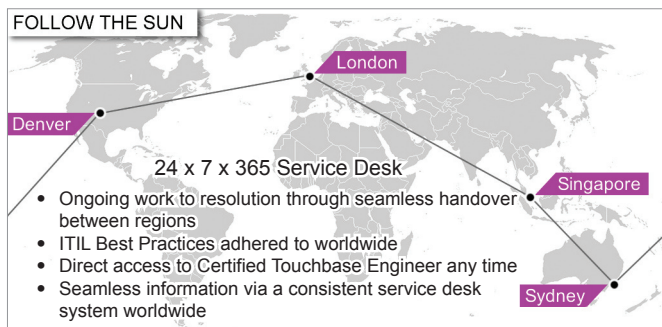 FOLLOW THE SUN
London
Denver
24 x 7 x 365 Service Desk
Singapore
• Ongoing work to resolution through seamless handover
between regions
• ITIL Best Practices adhered to worldwide
• Direct access to Certified Touchbase Engineer any time
• Seamless information via a consistent service desk
system worldwide
Sydney